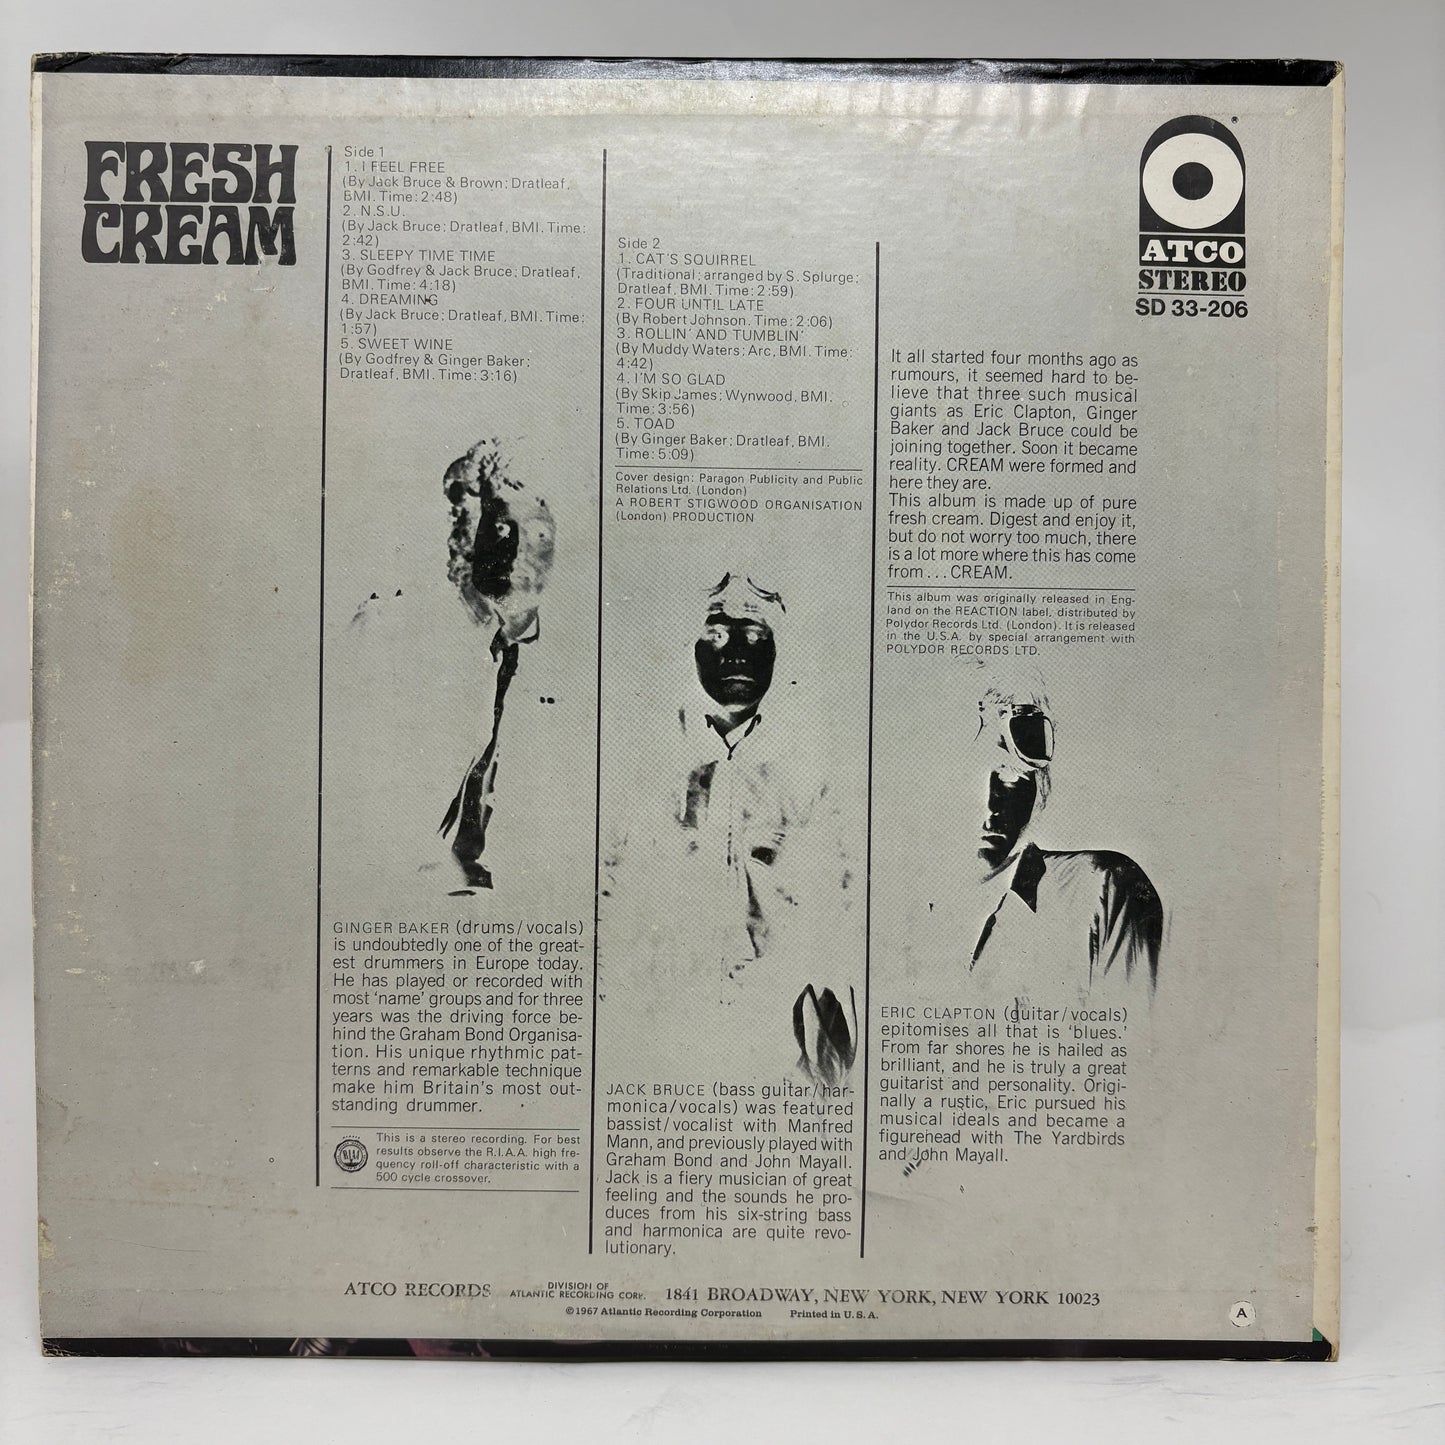 FRESH
CREAM
Side 1
1. I FEEL FREE
(By Jack Bruce & Brown; Dratleaf,
BMI. Time: 2:48)
2. N.S.U.
(By Jack Bruce; Dratleaf, BMI. Time:
2:42)
3. SLEEPY TIME TIME
(By Godfrey & Jack Bruce; Dratleaf,
BMI. Time: 4:18)
4. DREAMING
(By Jack Bruce; Dratleaf, BMI. Time:
1:57)
5. SWEET WINE
(By Godfrey & Ginger Baker;
Dratleaf, BMI. Time: 3:16)
GINGER BAKER (drums/vocals)
is undoubtedly one of the great-
est drummers in Europe today.
He has played or recorded with
most 'name' groups and for three
years was the driving force be-
hind the Graham Bond Organisa-
tion. His unique rhythmic pat-
terns and remarkable technique
make him Britain's most out-
standing drummer.
R.I.A.A.
This is a stereo recording. For best
results observe the R.I.A.A. high fre-
quency roll-off characteristic with a
500 cycle crossover.
Side 2
1. CAT'S SQUIRREL
(Traditional; arranged by S. Splurge;
Dratleaf, BMI. Time: 2:59)
2. FOUR UNTIL LATE
(By Robert Johnson. Time: 2:06)
3. ROLLIN' AND TUMBLIN'
(By Muddy Waters; Arc, BMI. Time:
4:42)
4. I'M SO GLAD
(By Skip James; Wynwood, BMI.
Time: 3:56)
5. TOAD
(By Ginger Baker; Dratleaf, BMI.
Time: 5:09)
Cover design: Paragon Publicity and Public
Relations Ltd. (London)
A ROBERT STIGWOOD ORGANISATION
(London) PRODUCTION
JACK BRUCE (bass guitar/har-
monica/vocals) was featured
bassist/vocalist with Manfred
Mann, and previously played with
Graham Bond and John Mayall.
Jack is a fiery musician of great
feeling and the sounds he pro-
duces from his six-string bass
and harmonica are quite revo-
lutionary.
®
ATCO
STEREO
SD 33-206
It all started four months ago as
rumours, it seemed hard to be-
lieve that three such musical
giants as Eric Clapton, Ginger
Baker and Jack Bruce could be
joining together. Soon it became
reality. CREAM were formed and
here they are.
This album is made up of pure
fresh cream. Digest and enjoy it,
but do not worry too much, there
is a lot more where this has come
from . . . CREAM.
This album was originally released in Eng-
land on the REACTION label, distributed by
Polydor Records Ltd. (London). It is released
in the U.S.A. by special arrangement with
POLYDOR RECORDS LTD.
ERIC CLAPTON (guitar/vocals)
epitomises all that is 'blues.'
From far shores he is hailed as
brilliant, and he is truly a great
guitarist and personality. Origi-
nally a rustic, Eric pursued his
musical ideals and became a
figurehead with The Yardbirds
and John Mayall.
ATCO RECORDS DIVISION OF ATLANTIC RECORDING CORP. 1841 BROADWAY, NEW YORK, NEW YORK 10023
©1967 Atlantic Recording Corporation Printed in U.S.A.
A